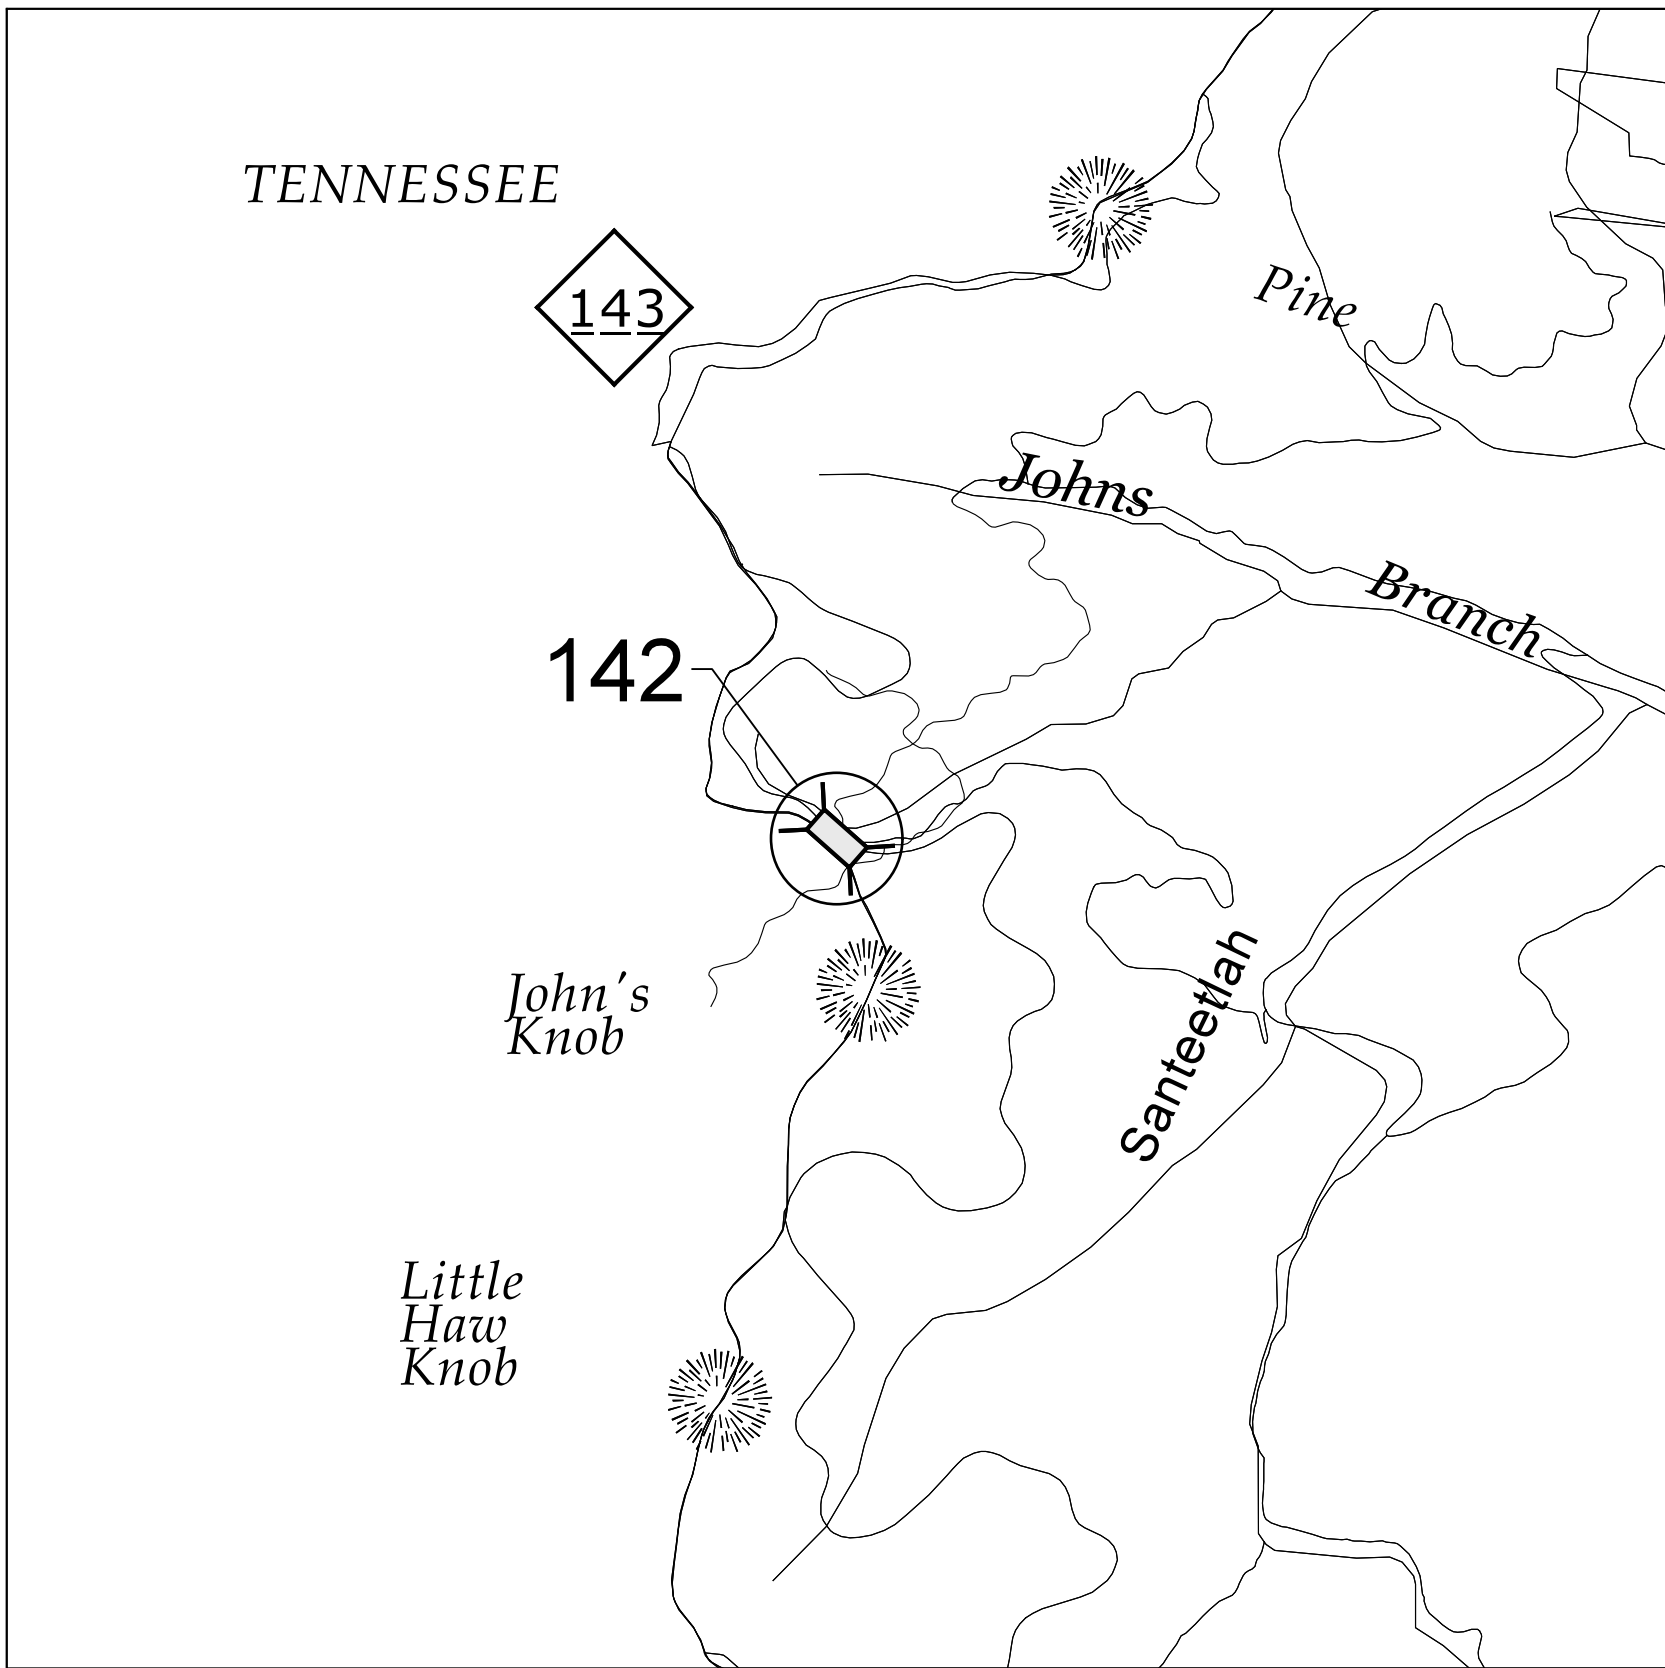 TENNESSEE
143
Pine
Johns
Branch
142
John's
Knob
Santeetlah
Little
Haw
Knob